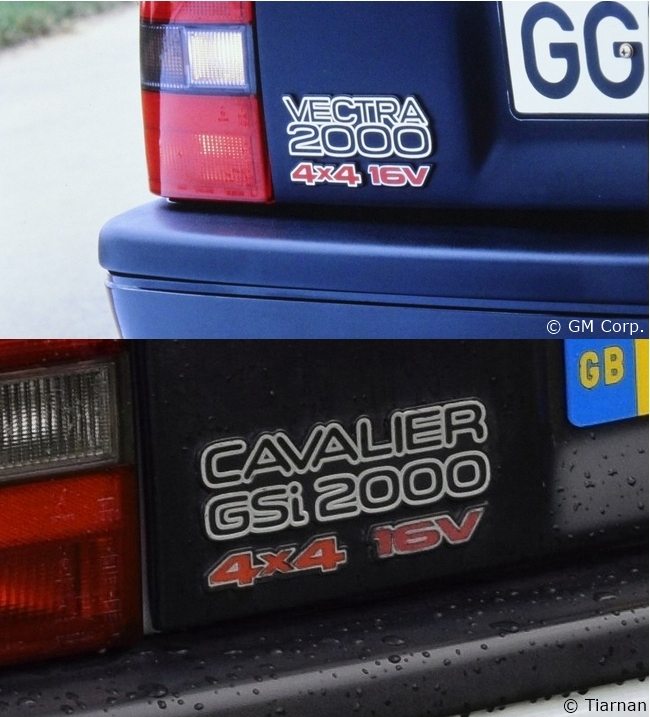 GG
VECTRA
2000
4x4 16V
© GM Corp.
GB
CAVALIER
GSi 2000
4x4 16V
© Tiarnan